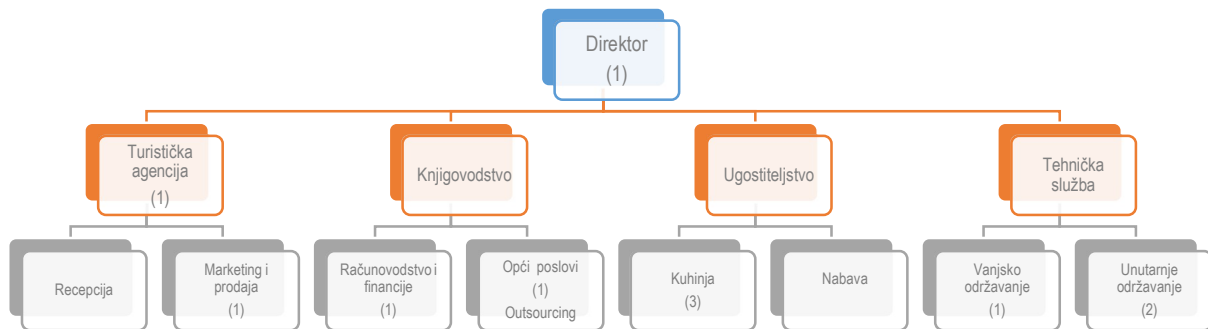 Direktor
(1)
Turistička
agencija
(1)
Knjigovodstvo
Ugostiteljstvo
Tehnička
služba
Recepcija
Marketing i
prodaja
(1)
Računovodstvo i
financije
(1)
Opći poslovi
(1)
Outsourcing
Kuhinja
(3)
Nabava
Vanjsko
održavanje
(1)
Unutarnje
održavanje
(2)